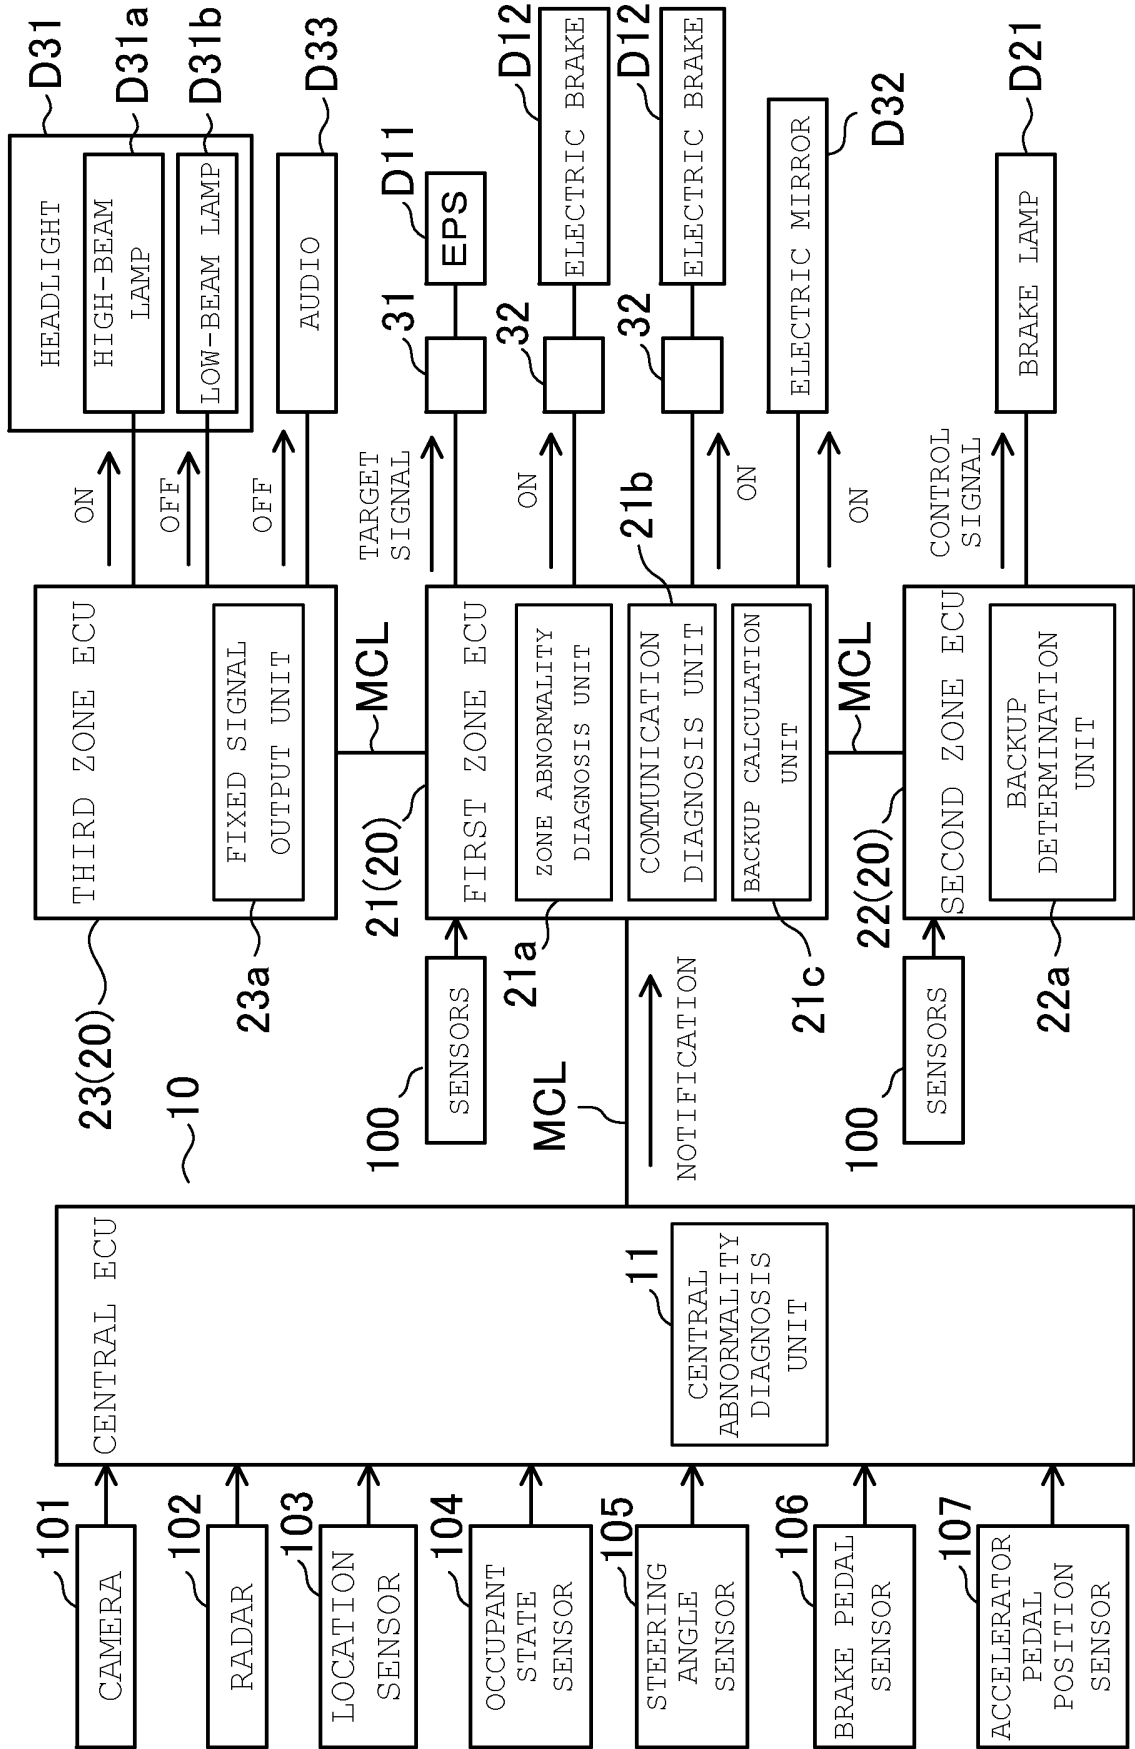 101
CAMERA
102
RADAR
103
LOCATION
SENSOR
104
OCCUPANT
STATE
SENSOR
105
STEERING
ANGLE
SENSOR
106
BRAKE PEDAL
SENSOR
107
ACCELERATOR
PEDAL
POSITION
SENSOR
10
CENTRAL ECU
11
CENTRAL
ABNORMALITY
DIAGNOSIS
UNIT
MCL
NOTIFICATION
23(20)
THIRD ZONE ECU
23a
FIXED SIGNAL
OUTPUT UNIT
MCL
100
SENSORS
21(20)
FIRST ZONE ECU
21a
ZONE ABNORMALITY
DIAGNOSIS UNIT
21b
COMMUNICATION
DIAGNOSIS UNIT
21c
BACKUP CALCULATION
UNIT
MCL
100
SENSORS
22(20)
SECOND ZONE ECU
22a
BACKUP
DETERMINATION
UNIT
ON
OFF
OFF
TARGET
SIGNAL
ON
ON
ON
CONTROL
SIGNAL
D31
HEADLIGHT
D31a
HIGH-BEAM
LAMP
D31b
LOW-BEAM LAMP
D33
AUDIO
31
D11
EPS
32
D12
ELECTRIC BRAKE
32
D12
ELECTRIC BRAKE
D32
ELECTRIC MIRROR
D21
BRAKE LAMP